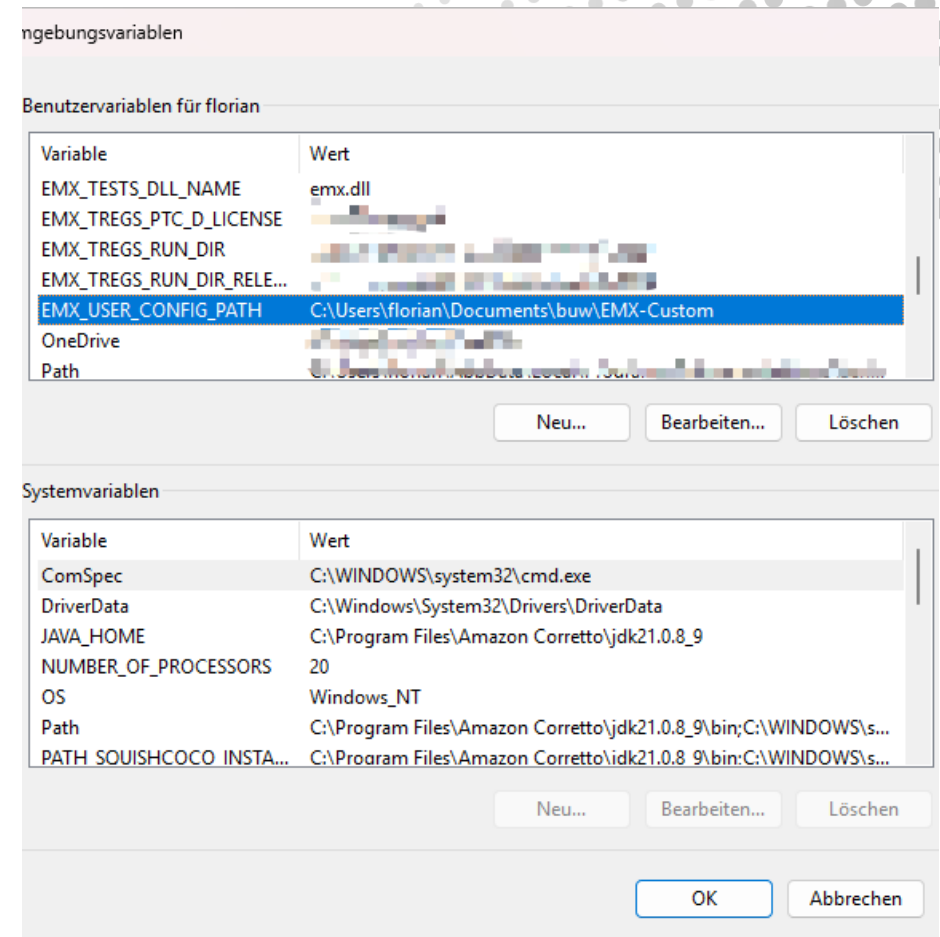 mgebungsvariablen
Benutzervariablen für florian
Variable Wert
EMX_TESTS_DLL_NAME emx.dll
EMX_TREGS_PTC_D_LICENSE
EMX_TREGS_RUN_DIR
EMX_TREGS_RUN_DIR_RELE...
EMX_USER_CONFIG_PATH C:\Users\florian\Documents\buw\EMX-Custom
OneDrive
Path
Neu... Bearbeiten... Löschen
Systemvariablen
Variable Wert
ComSpec C:\WINDOWS\system32\cmd.exe
DriverData C:\Windows\System32\Drivers\DriverData
JAVA_HOME C:\Program Files\Amazon Corretto\jdk21.0.8_9
NUMBER_OF_PROCESSORS 20
OS Windows_NT
Path C:\Program Files\Amazon Corretto\jdk21.0.8_9\bin;C:\WINDOWS\s...
PATH_SQUISHCOCO_INSTA... C:\Program Files\Amazon Corretto\jdk21.0.8_9\bin;C:\WINDOWS\s...
Neu... Bearbeiten... Löschen
OK Abbrechen